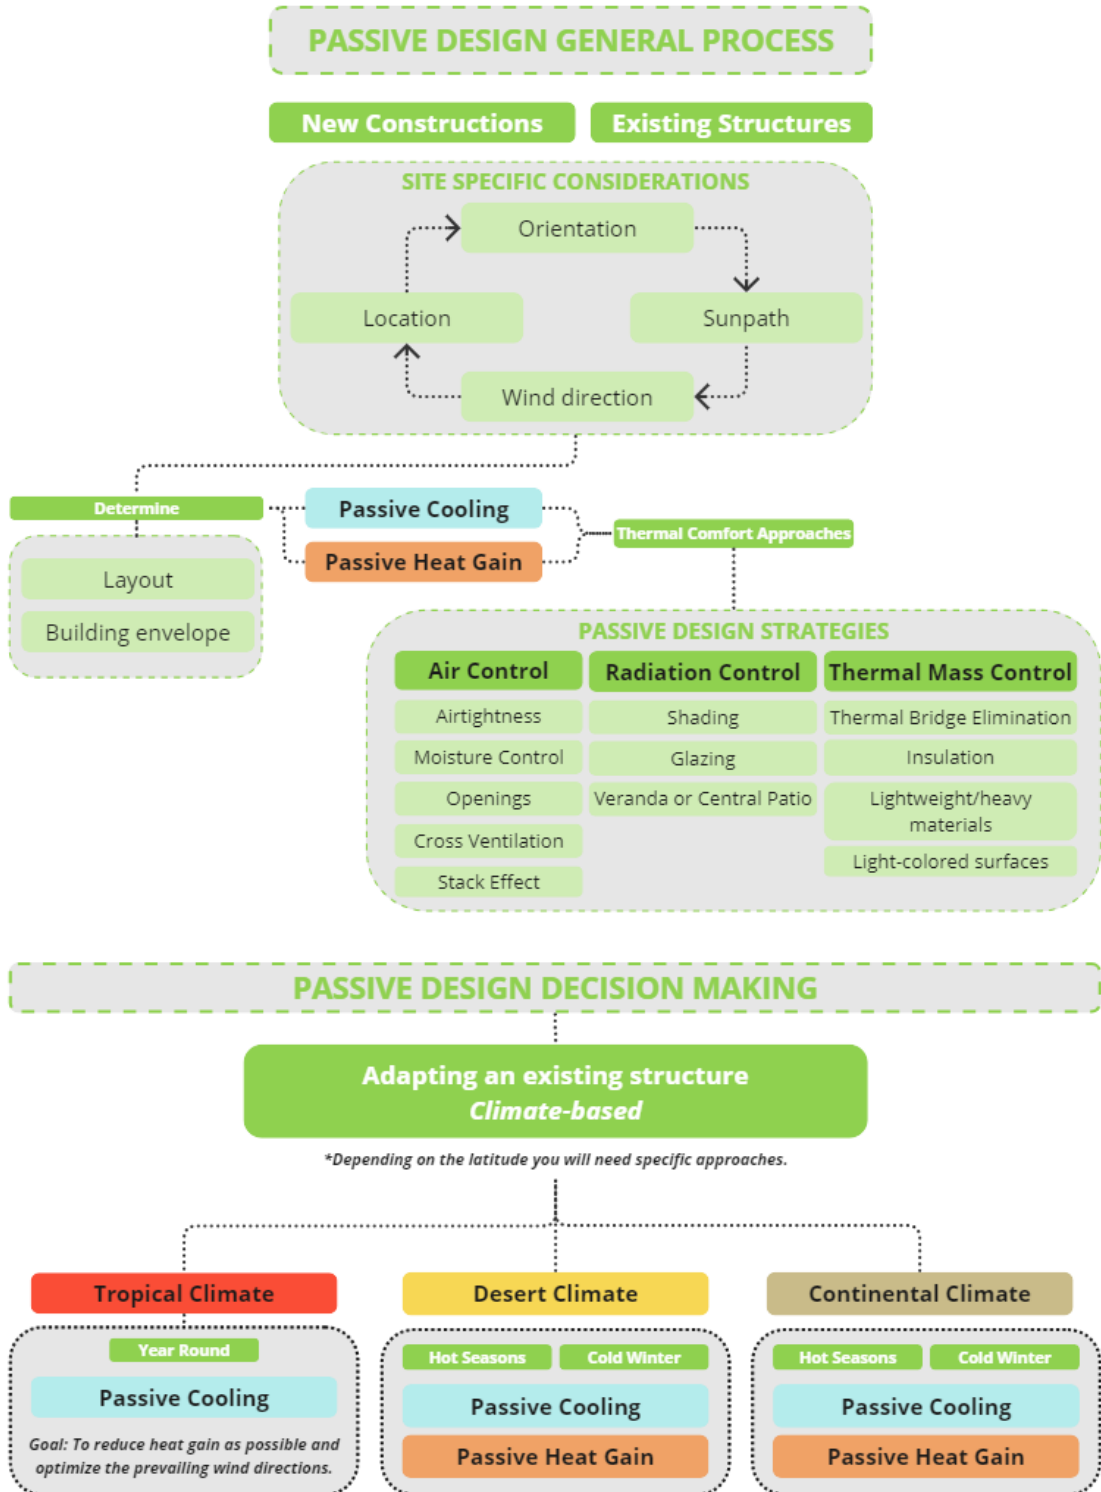 PASSIVE DESIGN GENERAL PROCESS
New Constructions
Existing Structures
SITE SPECIFIC CONSIDERATIONS
Orientation
Location
Sunpath
Wind direction
Determine
Passive Cooling
Passive Heat Gain
Thermal Comfort Approaches
Layout
Building envelope
PASSIVE DESIGN STRATEGIES
Air Control
Airtightness
Moisture Control
Openings
Cross Ventilation
Stack Effect
Radiation Control
Shading
Glazing
Veranda or Central Patio
Thermal Mass Control
Thermal Bridge Elimination
Insulation
Lightweight/heavy
materials
Light-colored surfaces
PASSIVE DESIGN DECISION MAKING
Adapting an existing structure
Climate-based
*Depending on the latitude you will need specific approaches.
Tropical Climate
Year Round
Passive Cooling
Goal: To reduce heat gain as possible and
optimize the prevailing wind directions.
Desert Climate
Hot Seasons
Cold Winter
Passive Cooling
Passive Heat Gain
Continental Climate
Hot Seasons
Cold Winter
Passive Cooling
Passive Heat Gain